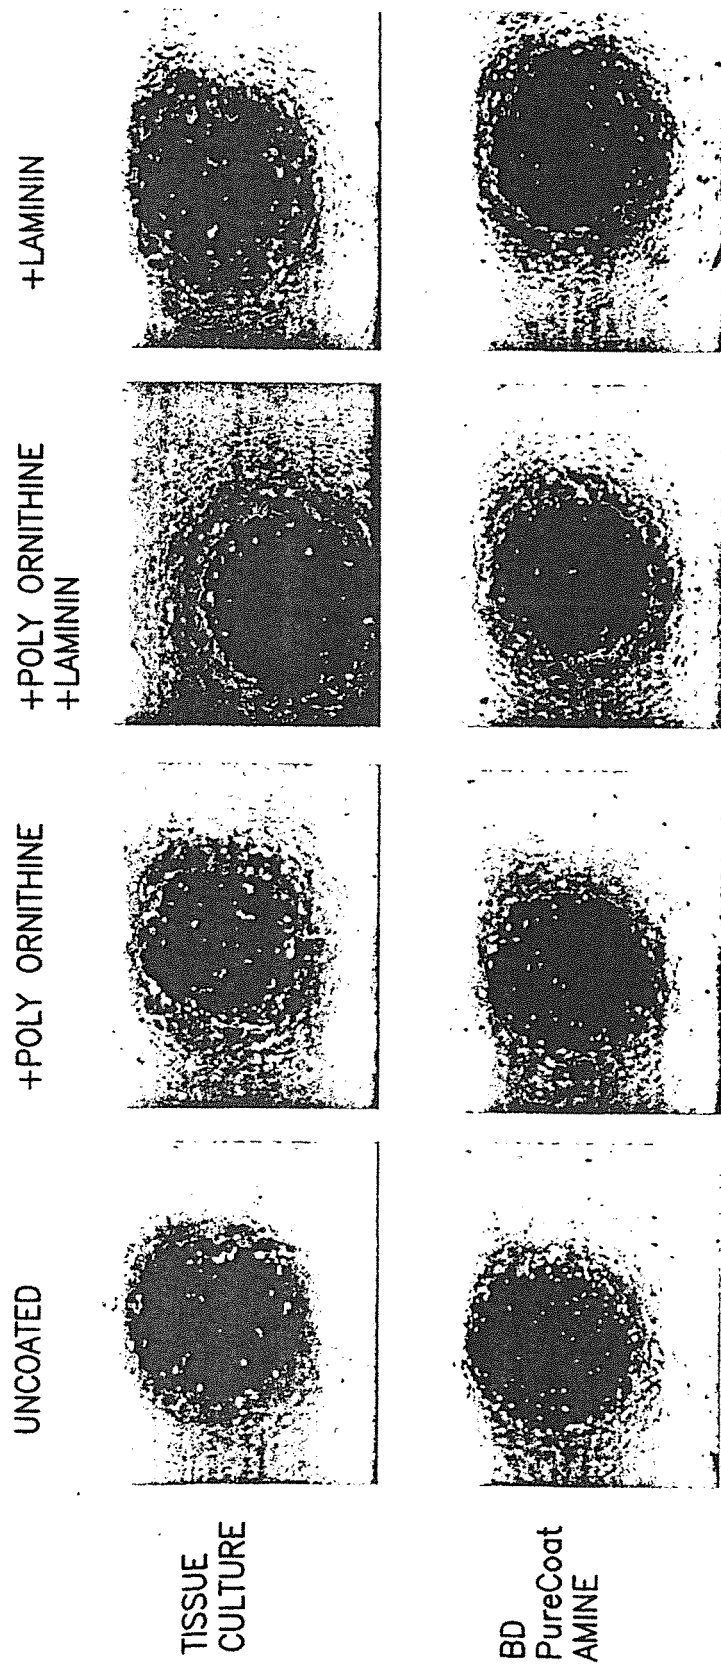 UNCOATED
+POLY ORNITHINE
+POLY ORNITHINE
+LAMININ
+LAMININ
TISSUE
CULTURE
BD
PureCoat
AMINE